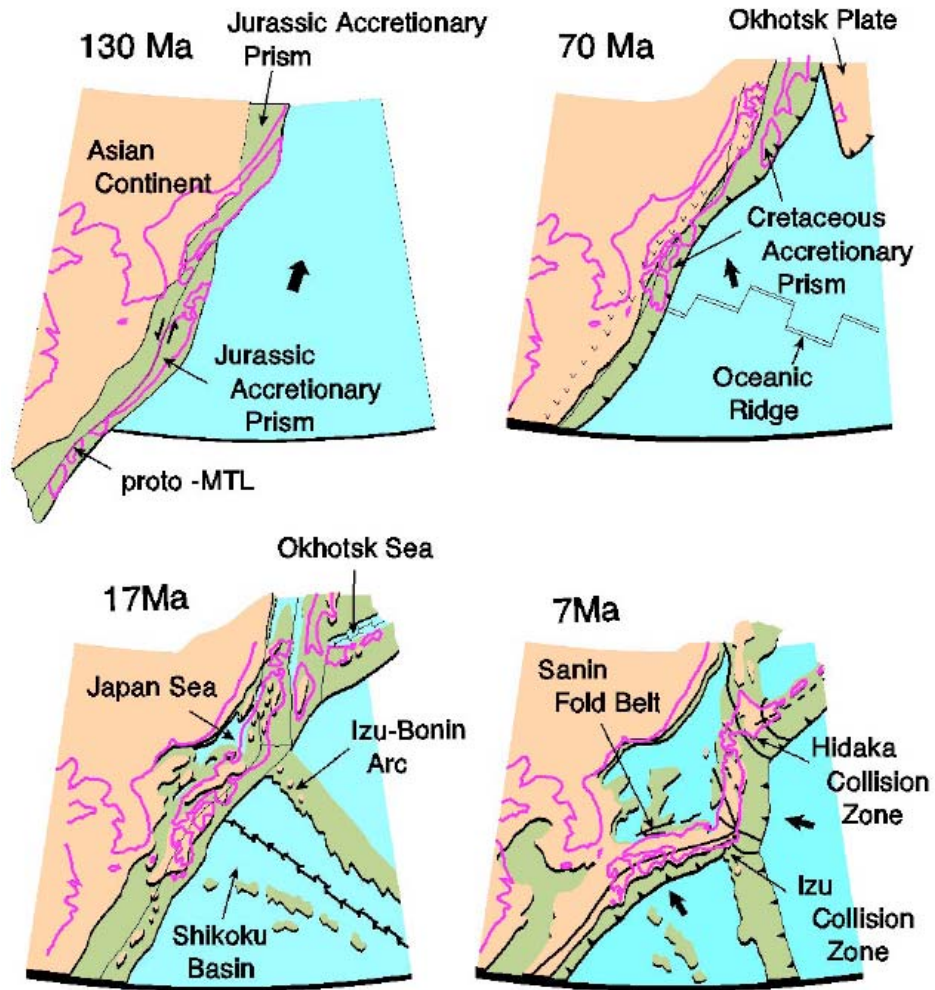 130 Ma
Jurassic Accretionary
Prism
Asian
Continent
Jurassic
Accretionary
Prism
proto -MTL
70 Ma
Okhotsk Plate
Cretaceous
Accretionary
Prism
Oceanic
Ridge
17Ma
Okhotsk Sea
Japan Sea
Izu-Bonin
Arc
Shikoku
Basin
7Ma
Sanin
Fold Belt
Hidaka
Collision
Zone
Izu
Collision
Zone